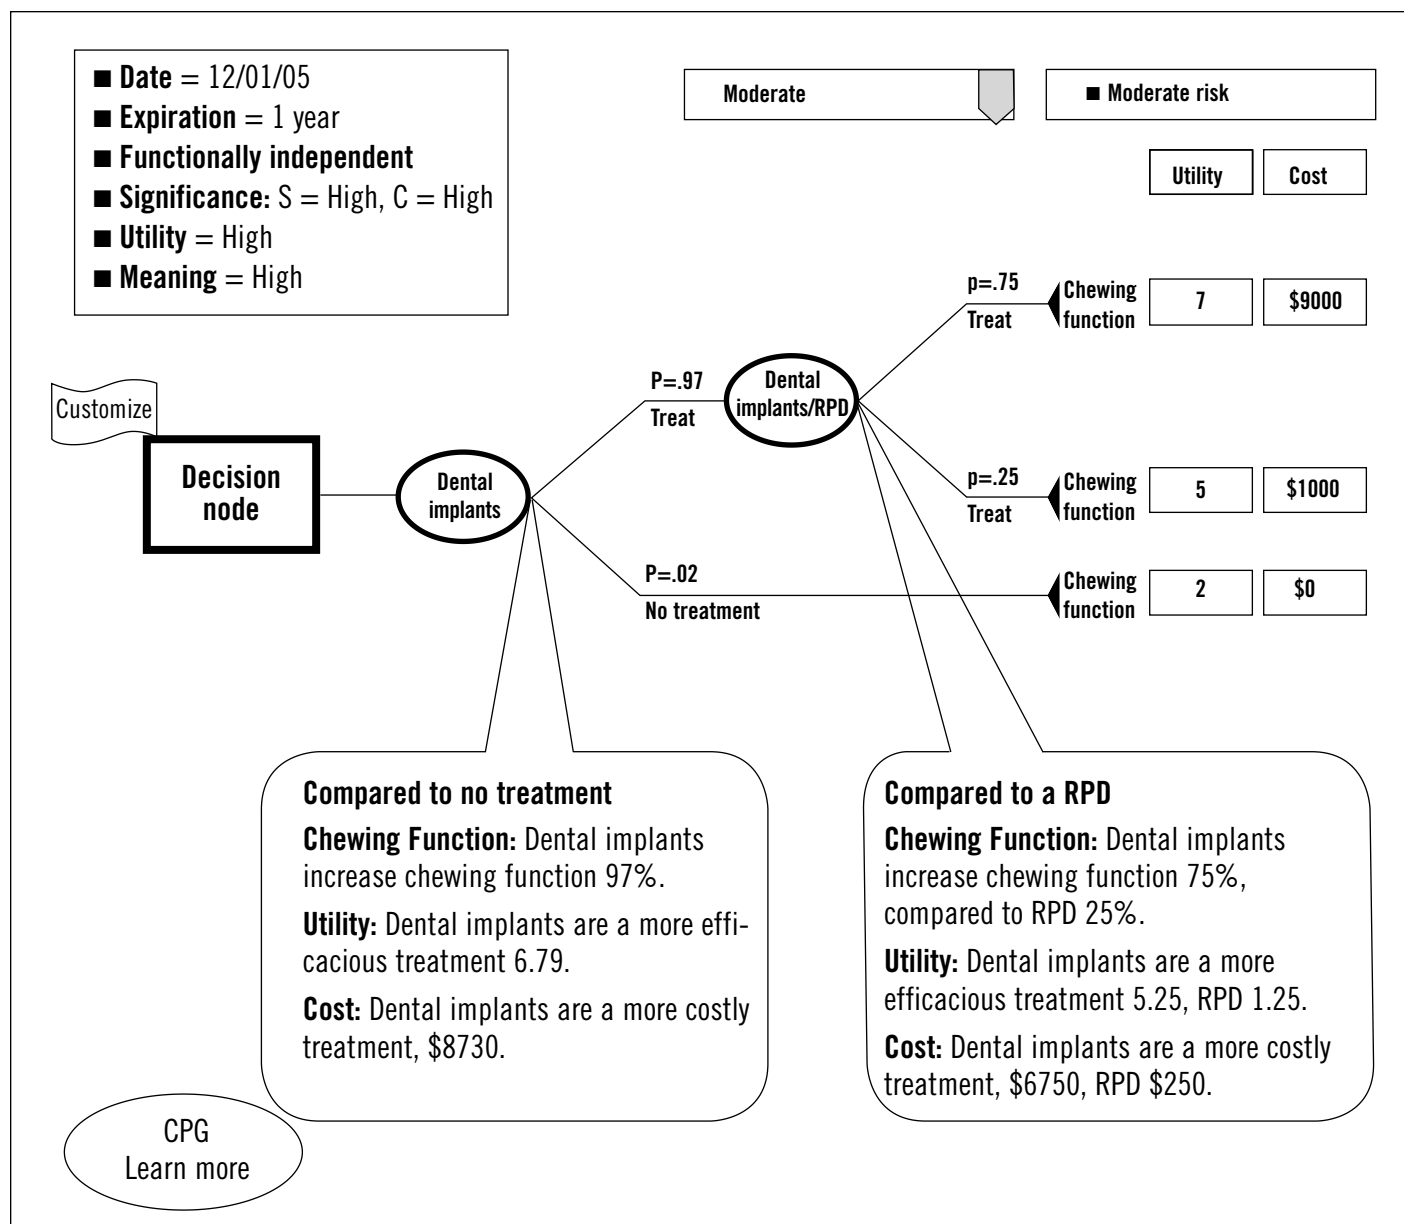 ■ Date = 12/01/05
■ Expiration = 1 year
■ Functionally independent
■ Significance: S = High, C = High
■ Utility = High
■ Meaning = High
Moderate
■ Moderate risk
Utility
Cost
Customize
Decision
node
Dental
implants
P=.97
Treat
Dental
implants/RPD
p=.75
Treat
Chewing
function
7
$9000
p=.25
Treat
Chewing
function
5
$1000
P=.02
No treatment
Chewing
function
2
$0
Compared to no treatment
Chewing Function: Dental implants
increase chewing function 97%.
Utility: Dental implants are a more effi-
cacious treatment 6.79.
Cost: Dental implants are a more costly
treatment, $8730.
Compared to a RPD
Chewing Function: Dental implants
increase chewing function 75%,
compared to RPD 25%.
Utility: Dental implants are a more
efficacious treatment 5.25, RPD 1.25.
Cost: Dental implants are a more costly
treatment, $6750, RPD $250.
CPG
Learn more